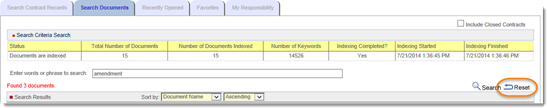 Search Contract Records Search Documents Recently Opened Favorites My Responsibility
Include Closed Contracts
Search Criteria Search
Status Total Number of Documents Total Number of Documents Indexed Number of Keywords Indexing Completed? Indexing Started Indexing Finished
Documents are indexed 15 15 14526 Yes 7/21/2014 1:36:45 PM 7/21/2014 1:36:46 PM
Enter words or phrase to search: amendment
Found 3 documents. Search Reset
Search Results Sort by: Document Name Ascending